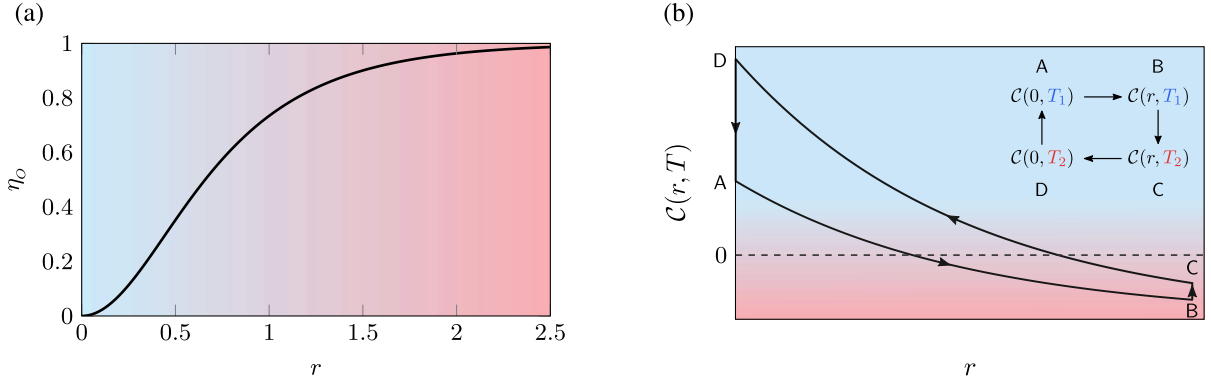 (a)
1
0.8
0.6
0.4
0.2
0
η_O
0 0.5 1 1.5 2 2.5
r
(b)
D
A
0
𝒞(r, T)
A B
𝒞(0, T₁) 𝒞(r, T₁)
𝒞(0, T₂) 𝒞(r, T₂)
D C
C
B
r